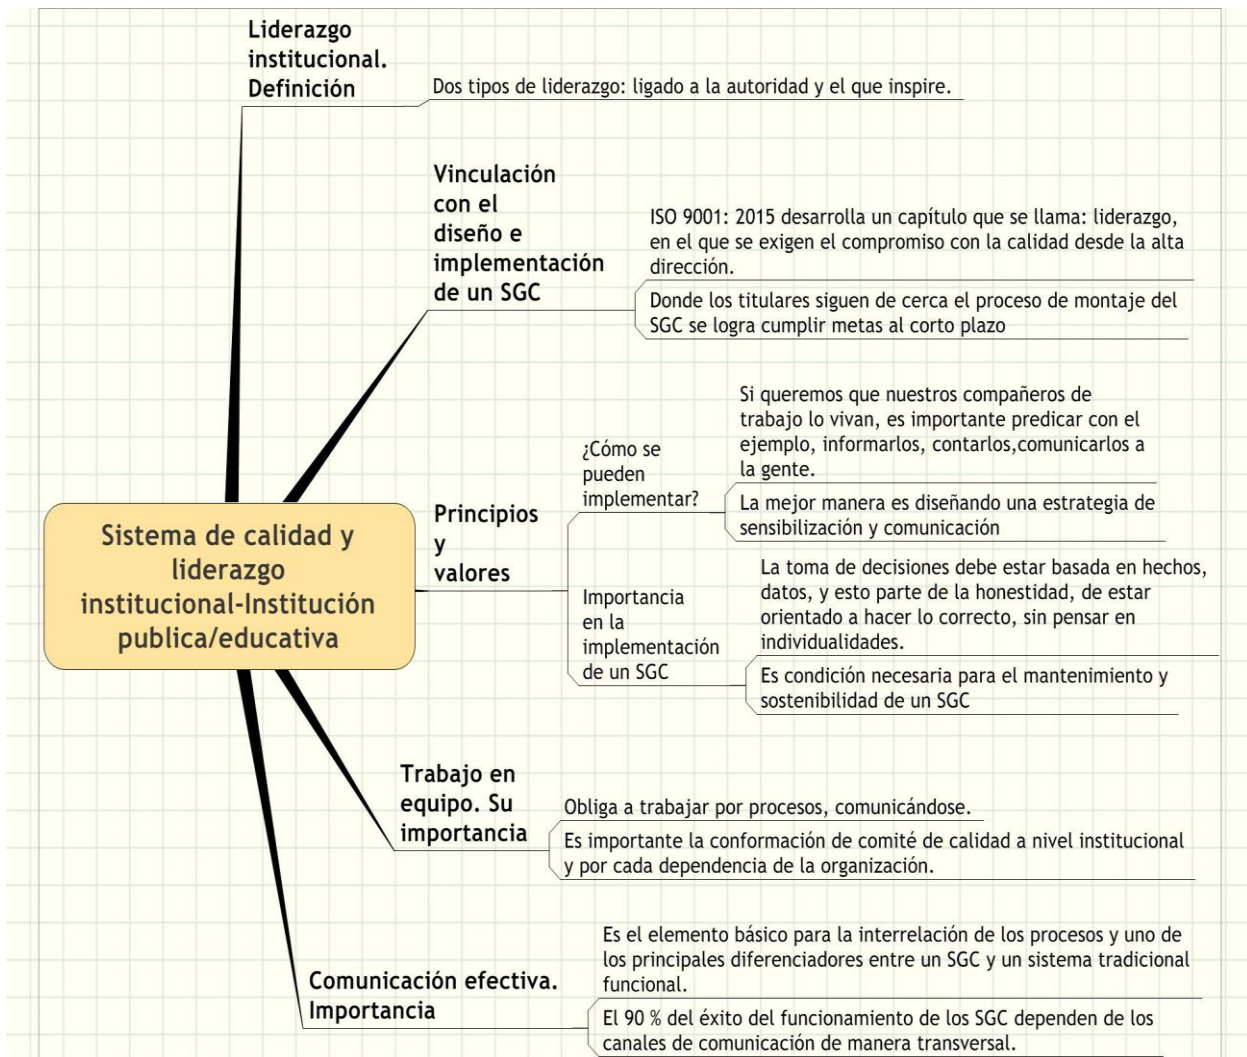 Liderazgo
institucional.
Definición
Dos tipos de liderazgo: ligado a la autoridad y el que inspire.
Vinculación
con el
diseño e
implementación
de un SGC
ISO 9001: 2015 desarrolla un capítulo que se llama: liderazgo,
en el que se exigen el compromiso con la calidad desde la alta
dirección.
Donde los titulares siguen de cerca el proceso de montaje del
SGC se logra cumplir metas al corto plazo
Sistema de calidad y
liderazgo
institucional-Institución
publica/educativa
Principios
y
valores
¿Cómo se
pueden
implementar?
Si queremos que nuestros compañeros de
trabajo lo vivan, es importante predicar con el
ejemplo, informarlos, contarlos,comunicarlos a
la gente.
La mejor manera es diseñando una estrategia de
sensibilización y comunicación
Importancia
en la
implementación
de un SGC
La toma de decisiones debe estar basada en hechos,
datos, y esto parte de la honestidad, de estar
orientado a hacer lo correcto, sin pensar en
individualidades.
Es condición necesaria para el mantenimiento y
sostenibilidad de un SGC
Trabajo en
equipo. Su
importancia
Obliga a trabajar por procesos, comunicándose.
Es importante la conformación de comité de calidad a nivel institucional
y por cada dependencia de la organización.
Comunicación efectiva.
Importancia
Es el elemento básico para la interrelación de los procesos y uno de
los principales diferenciadores entre un SGC y un sistema tradicional
funcional.
El 90 % del éxito del funcionamiento de los SGC dependen de los
canales de comunicación de manera transversal.